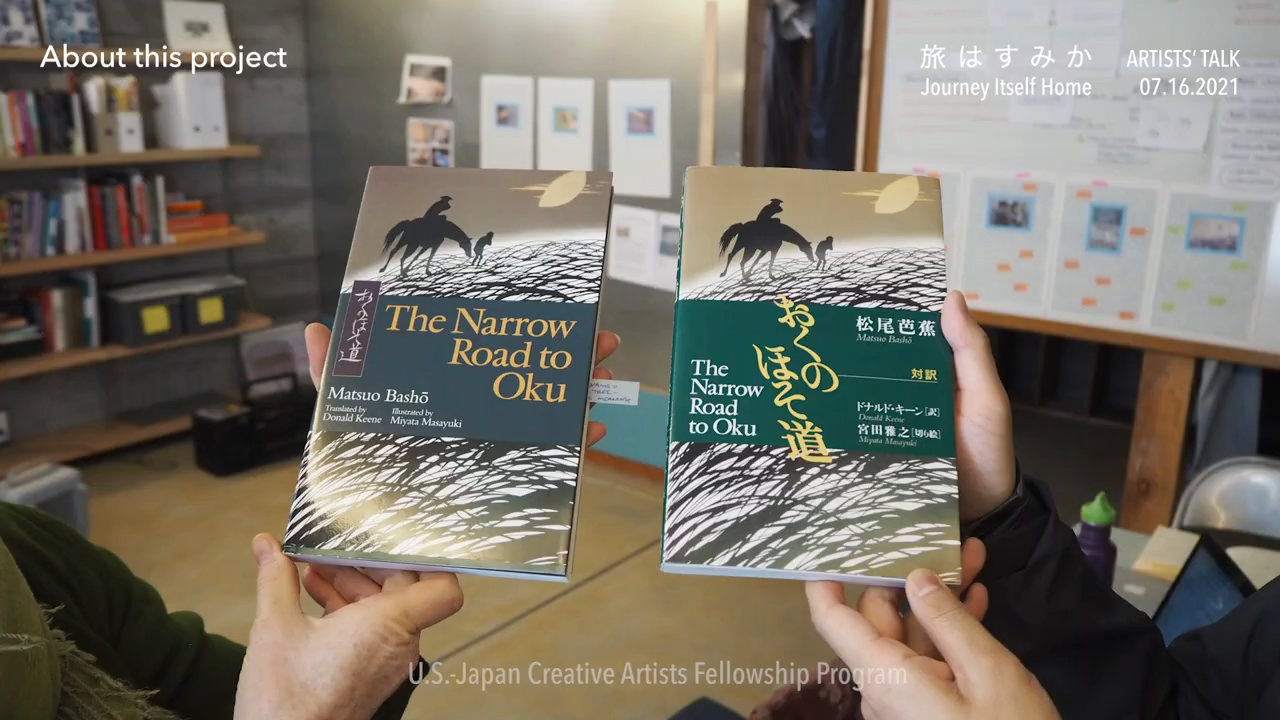 About this project
旅はすみか
Journey Itself Home
ARTISTS' TALK
07.16.2021
おくのほそ道
The Narrow
Road to
Oku
Matsuo Bashō
Translated by
Donald Keene
Illustrated by
Miyata Masayuki
おくの
ほそ道
The
Narrow
Road
to Oku
松尾芭蕉
Matsuo Bashō
対訳
ドナルド・キーン[訳]
Donald Keene
宮田雅之[切り絵]
Miyata Masayuki
U.S.-Japan Creative Artists Fellowship Program